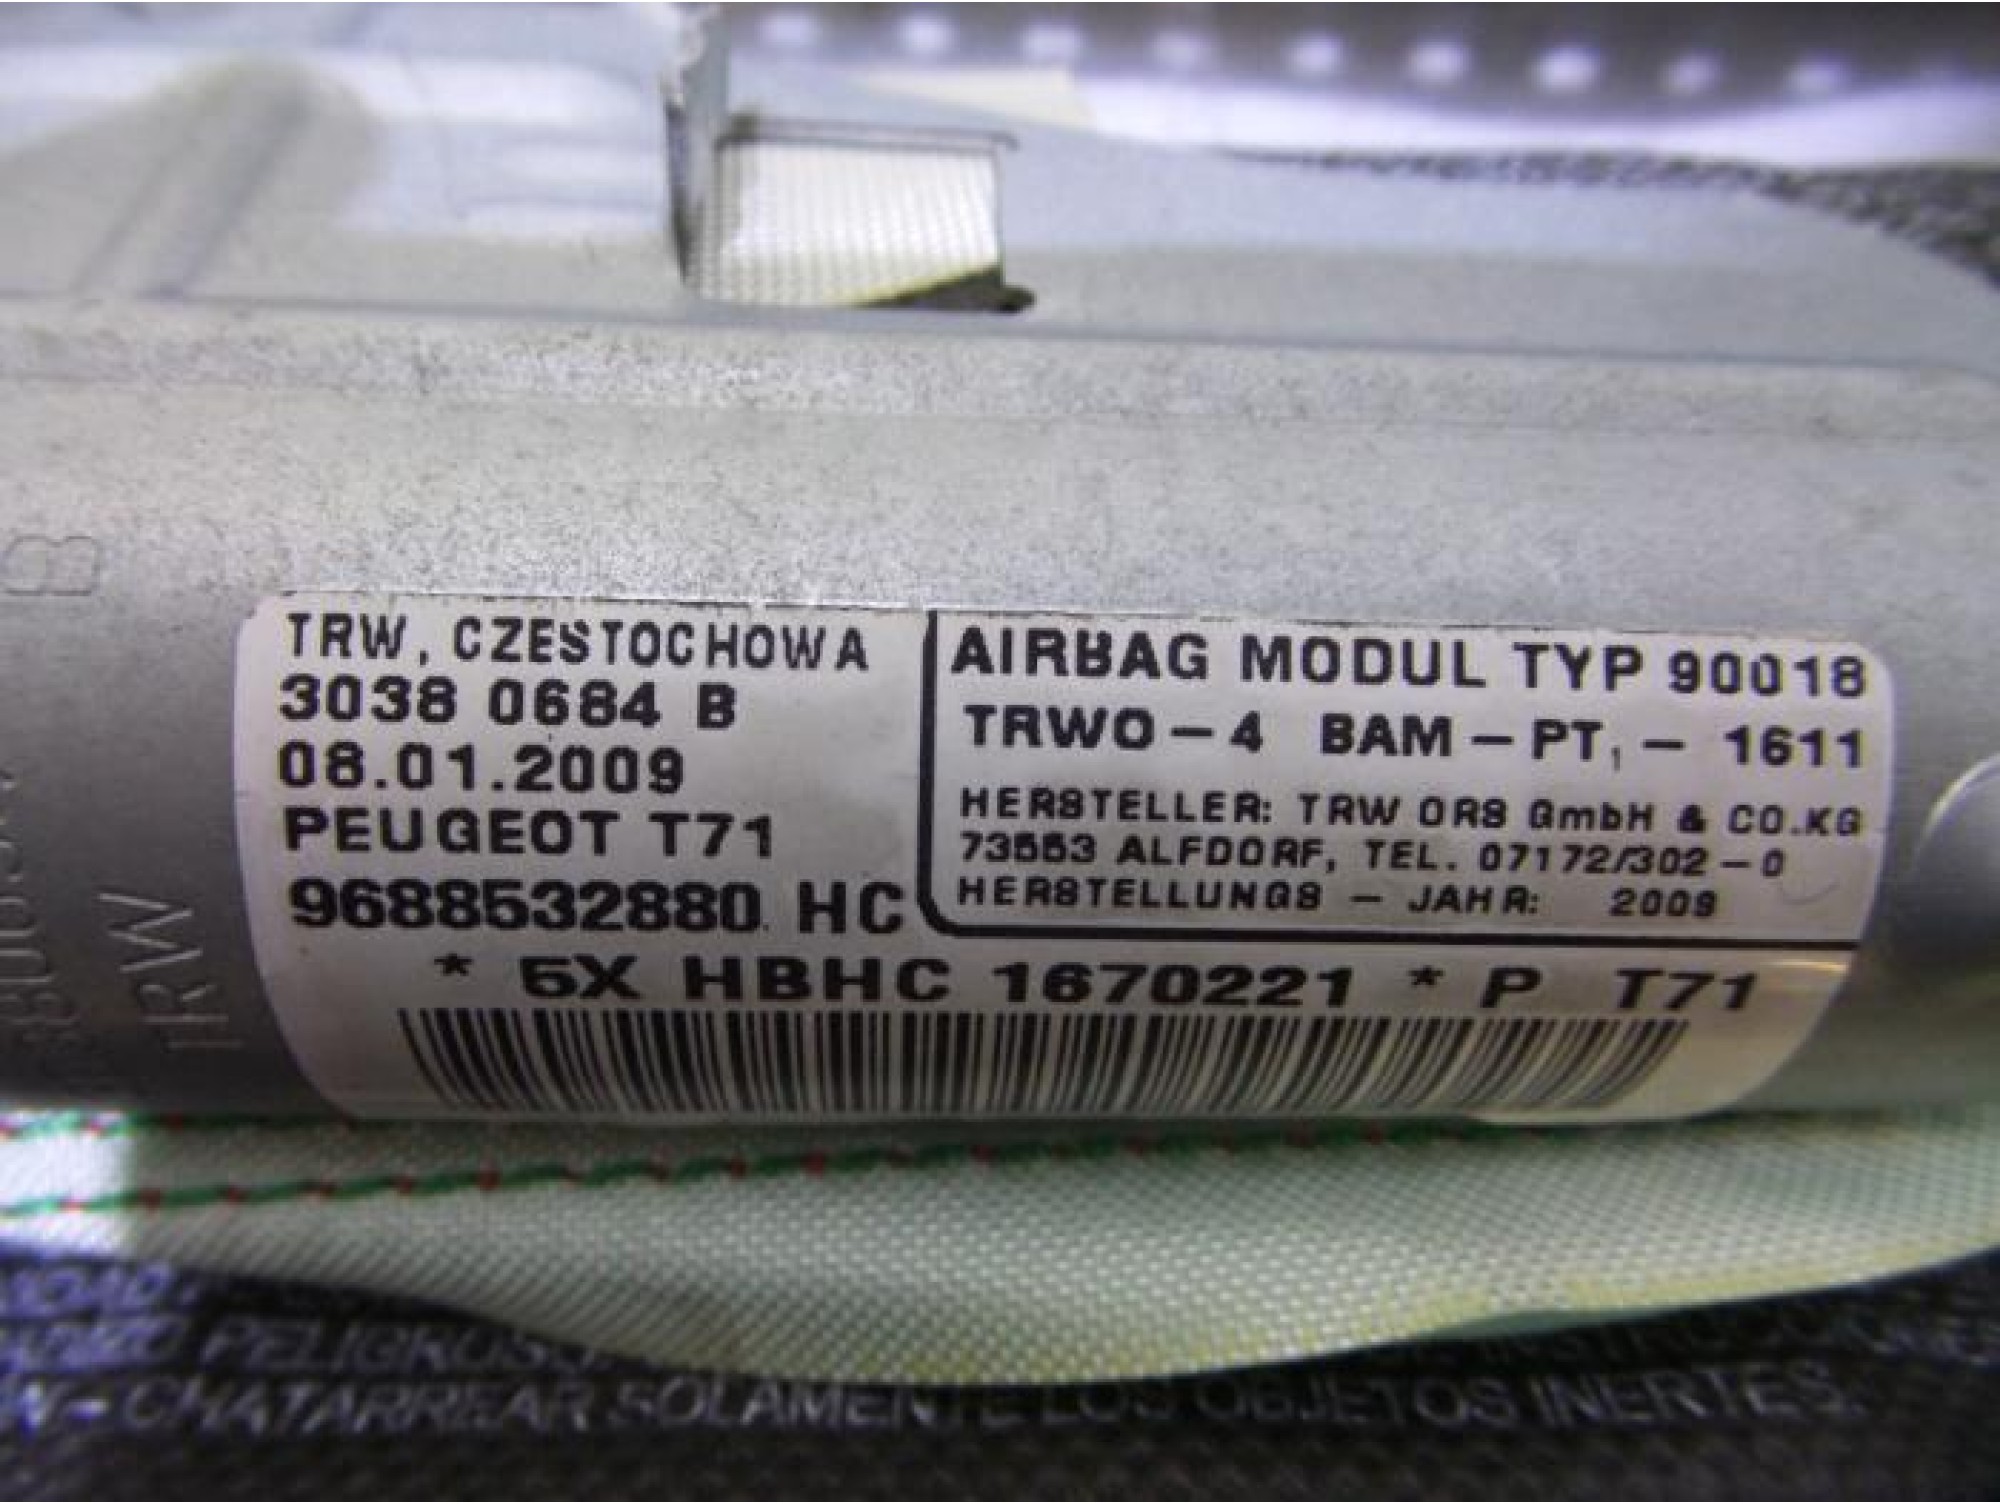 B
TRW
TRW, CZESTOCHOWA
3038 0684 B
08.01.2009
PEUGEOT T71
9688532880 HC
AIRBAG MODUL TYP 90018
TRWO-4 BAM-PT1-1611
HERSTELLER: TRW ORS GmbH & CO.KG
73553 ALFDORF, TEL. 07172/302-0
HERSTELLUNGS - JAHR: 2009
* 5X HBHC 1670221 * P T71
PELIGROSO
- CHATARREAR SOLAMENTE LOS OBJETOS INERTES.